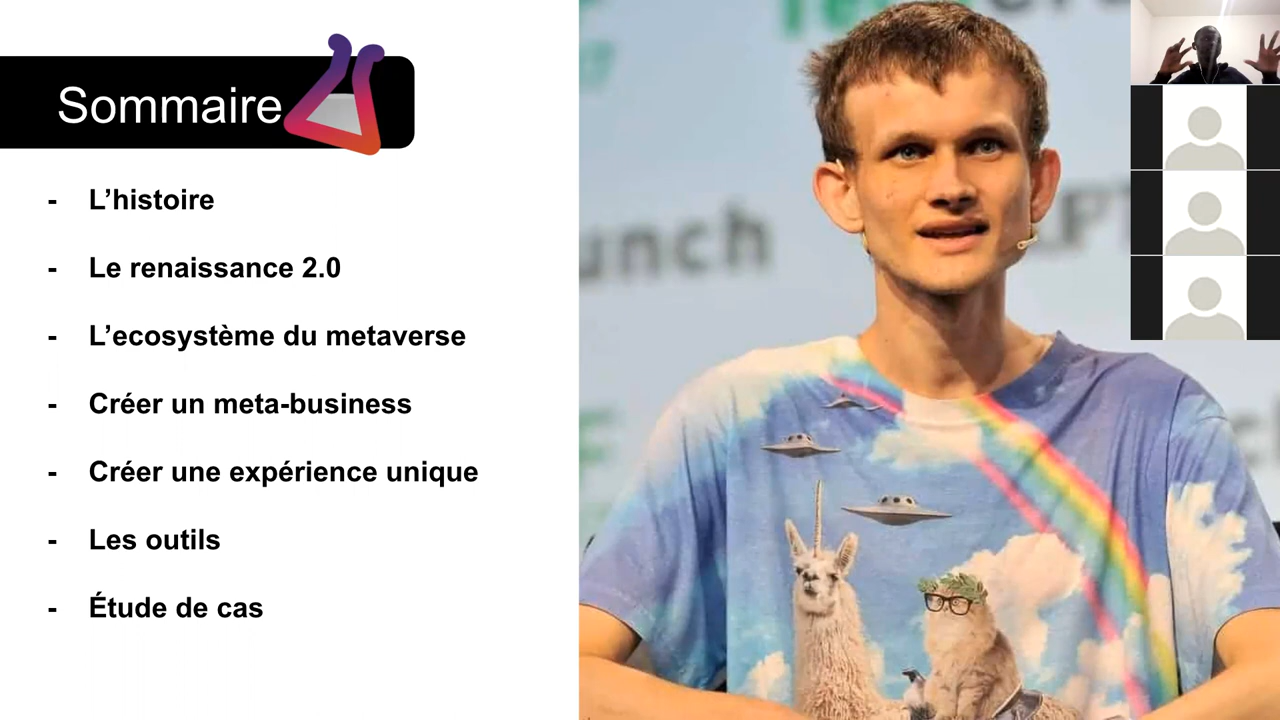 Sommaire
- L’histoire
- Le renaissance 2.0
- L’ecosystème du metaverse
- Créer un meta-business
- Créer une expérience unique
- Les outils
- Étude de cas
unch